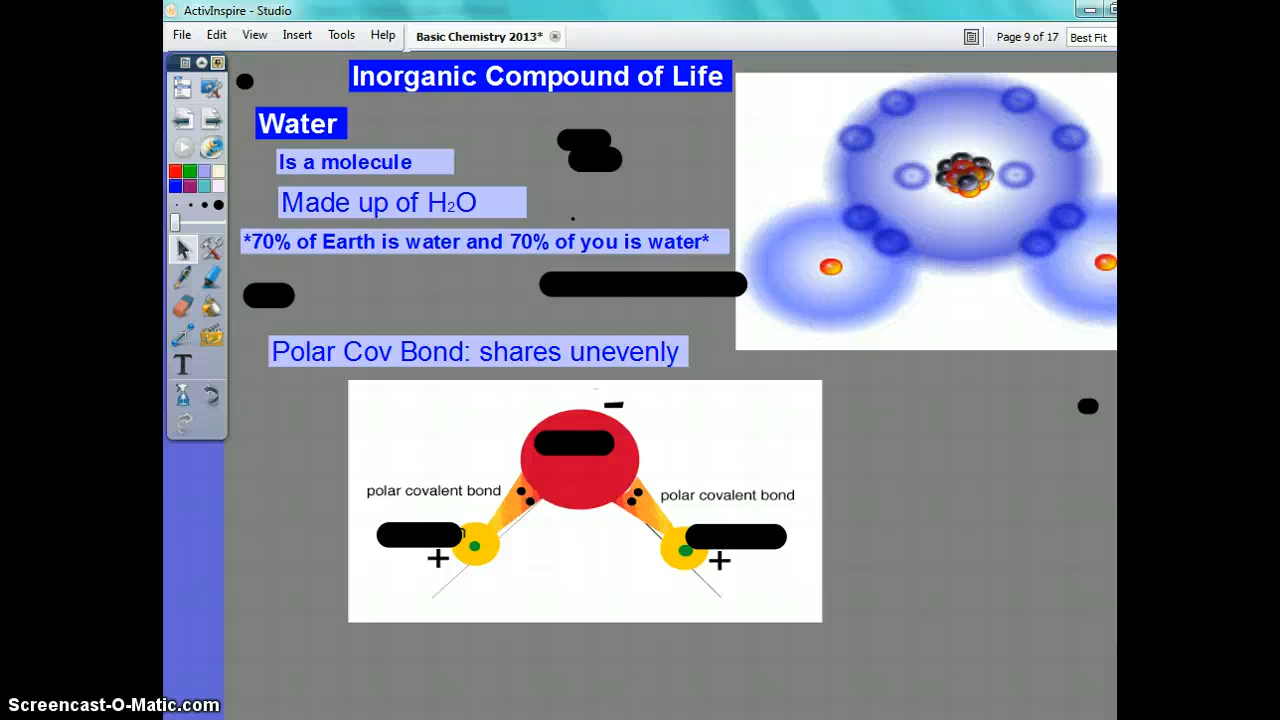 ActivInspire - Studio
File Edit View Insert Tools Help
Basic Chemistry 2013*
Page 9 of 17
Best Fit
Inorganic Compound of Life
Water
Is a molecule
Made up of H₂O
*70% of Earth is water and 70% of you is water*
Polar Cov Bond: shares unevenly
-
polar covalent bond
polar covalent bond
+
+
T
Screencast-O-Matic.com